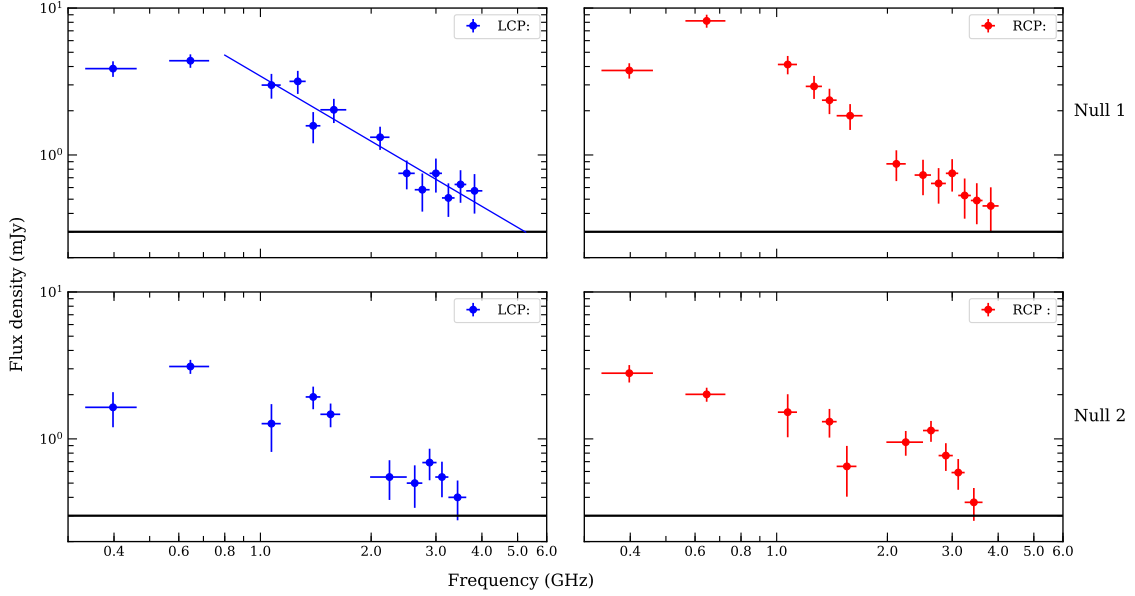 LCP:
RCP:
10¹
10⁰
Null 1
LCP:
RCP :
10¹
10⁰
Null 2
0.4 0.6 0.8 1.0 2.0 3.0 4.0 5.0 6.0
0.4 0.6 0.8 1.0 2.0 3.0 4.0 5.0 6.0
Flux density (mJy)
Frequency (GHz)